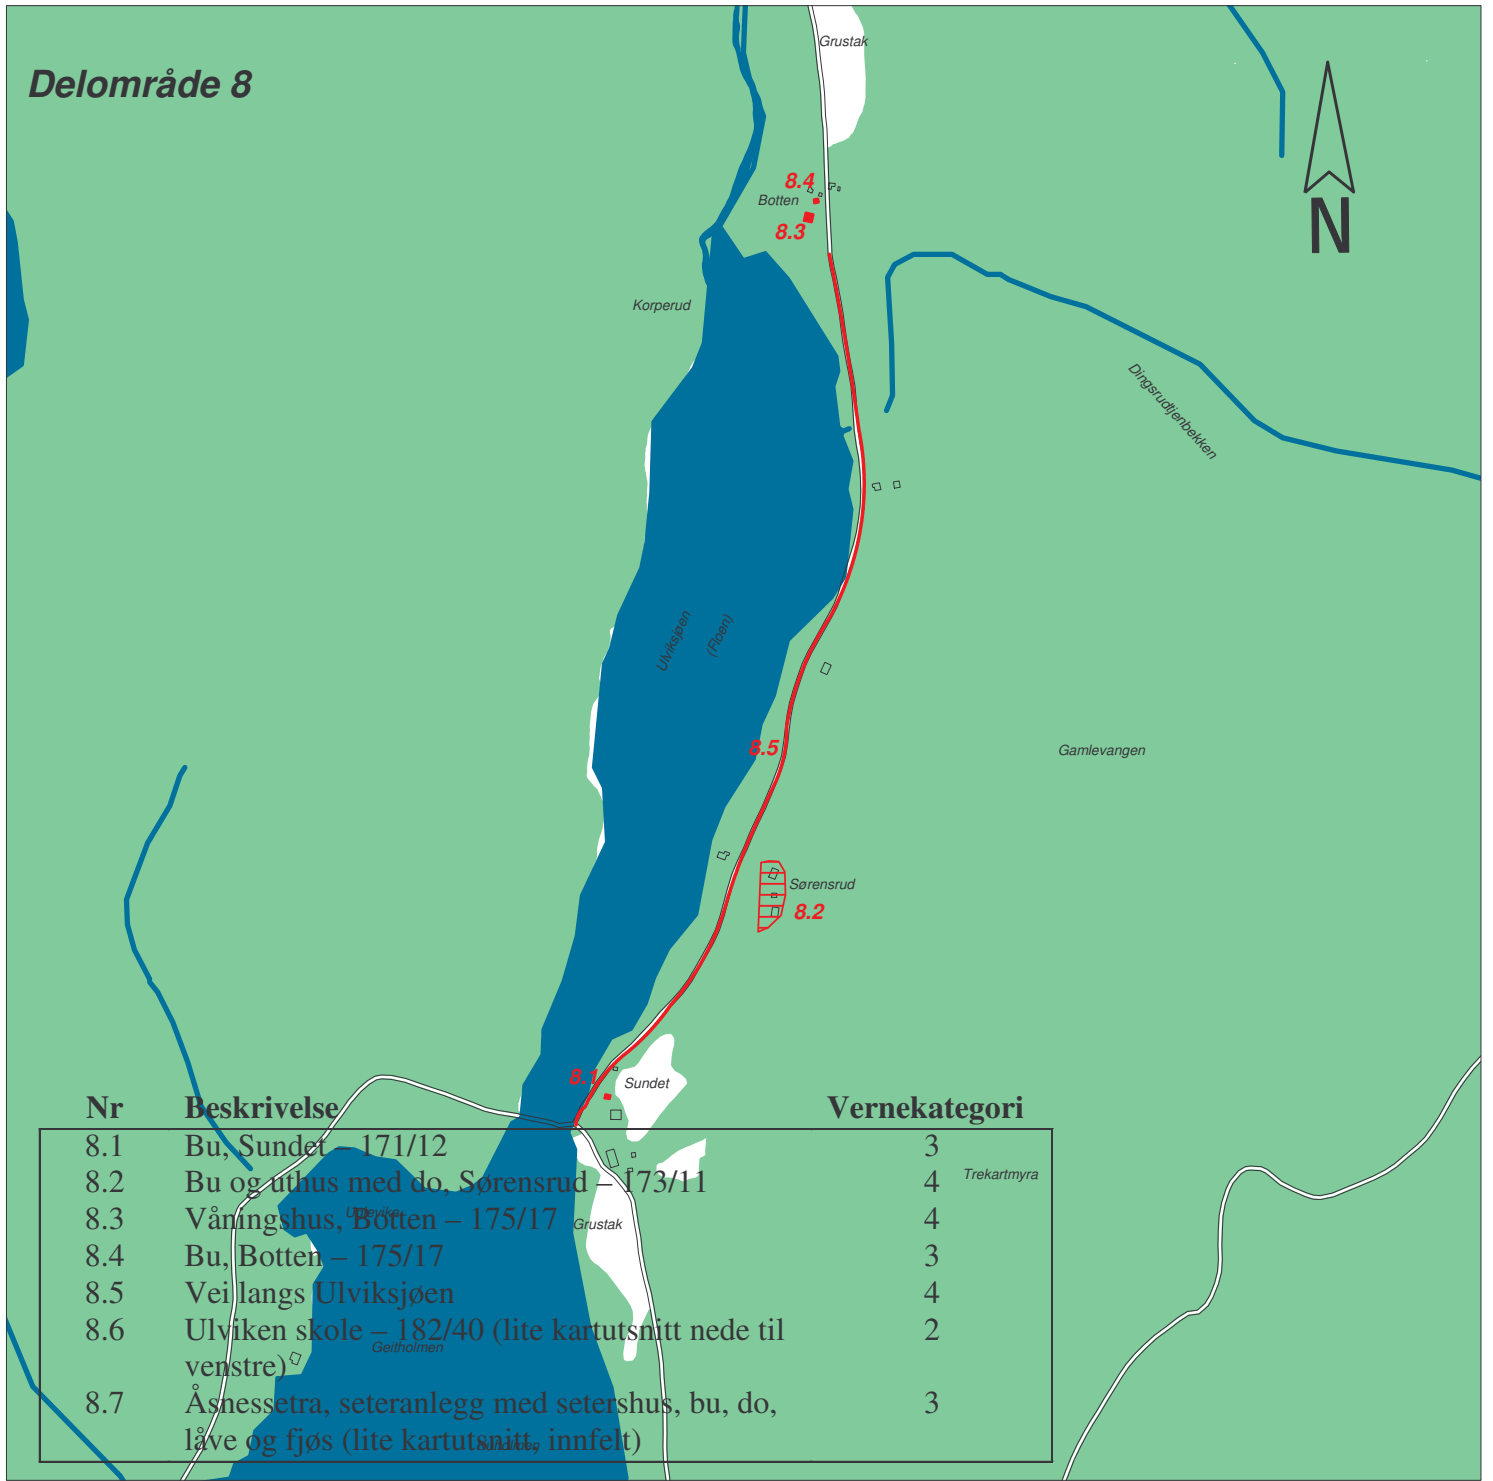 Delområde 8
Grustak
N
8.4
Botten
8.3
Korperud
Dingsrudtjenbekken
Ulviksjøen
(Floen)
8.5
Gamlevangen
Sørensrud
8.2
8.1
Sundet
Nr Beskrivelse Vernekategori
8.1 Bu, Sundet – 171/12 3
8.2 Bu og uthus med do, Sørensrud – 173/11 4
Trekartmyra
8.3 Våningshus, Botten – 175/17 4
Grustak
8.4 Bu, Botten – 175/17 3
8.5 Vei langs Ulviksjøen 4
8.6 Ulviken skole – 182/40 (lite kartutsnitt nede til 2
Geitholmen
venstre)
8.7 Åsnessetra, seteranlegg med setershus, bu, do, 3
låve og fjøs (lite kartutsnitt, innfelt)